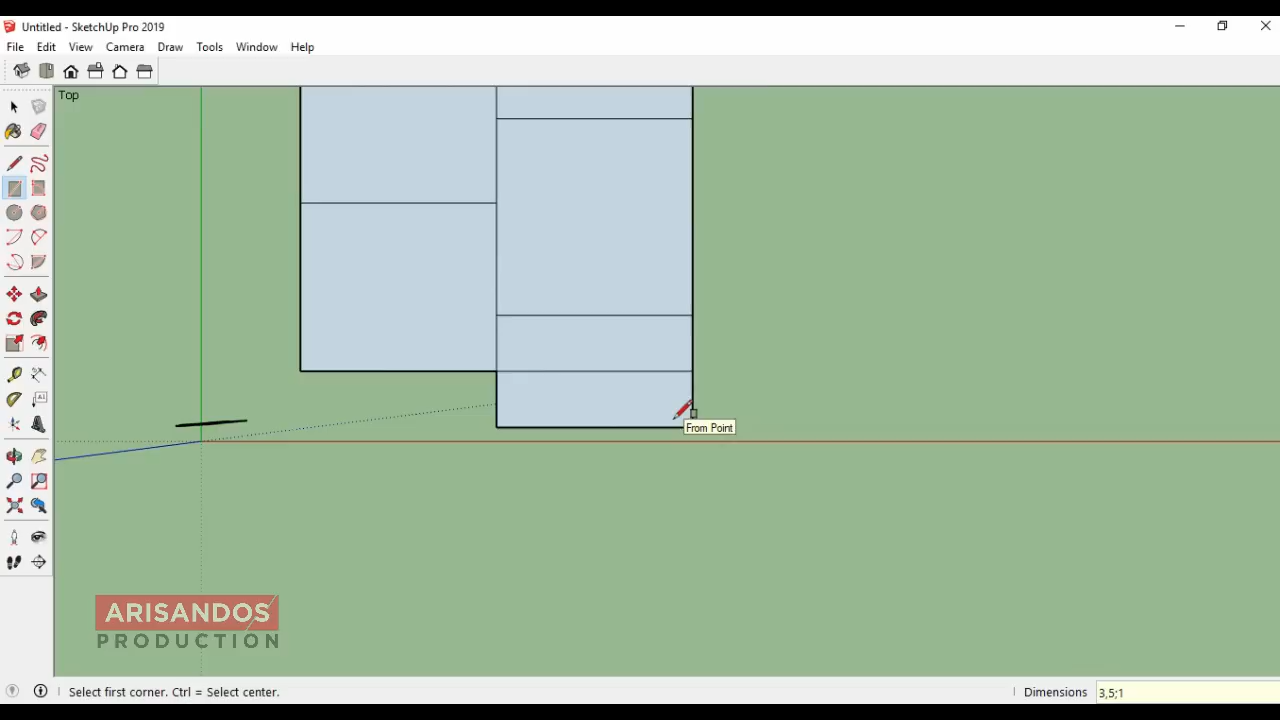 Untitled - SketchUp Pro 2019
File Edit View Camera Draw Tools Window Help
Top
A1
From Point
ARISANDOS
PRODUCTION
Select first corner. Ctrl = Select center.
Dimensions 3,5;1